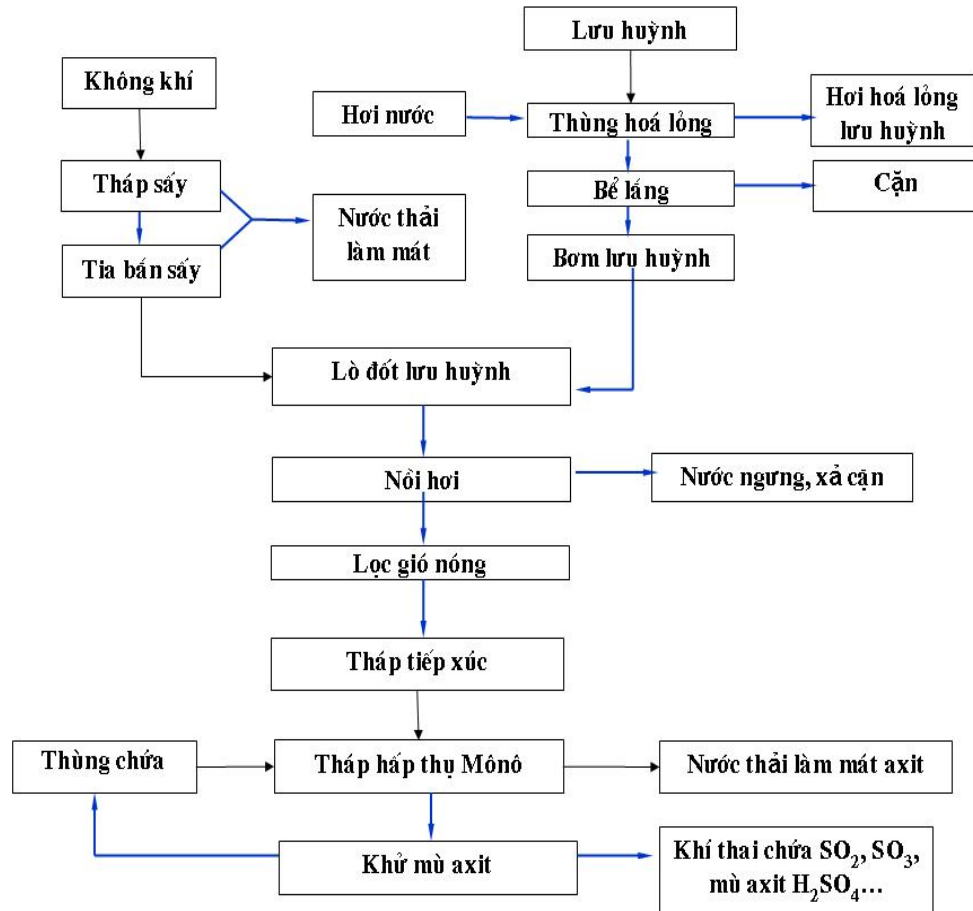 Lưu huỳnh
Không khí
Hơi nước
Thùng hoá lỏng
Hơi hoá lỏng
lưu huỳnh
Tháp sấy
Bể lắng
Cặn
Nước thải
làm mát
Tia bắn sấy
Bơm lưu huỳnh
Lò đốt lưu huỳnh
Nồi hơi
Nước ngưng, xả cặn
Lọc gió nóng
Tháp tiếp xúc
Thùng chứa
Tháp hấp thụ Mônô
Nước thải làm mát axit
Khử mù axit
Khí thai chứa SO₂, SO₃,
mù axit H₂SO₄...